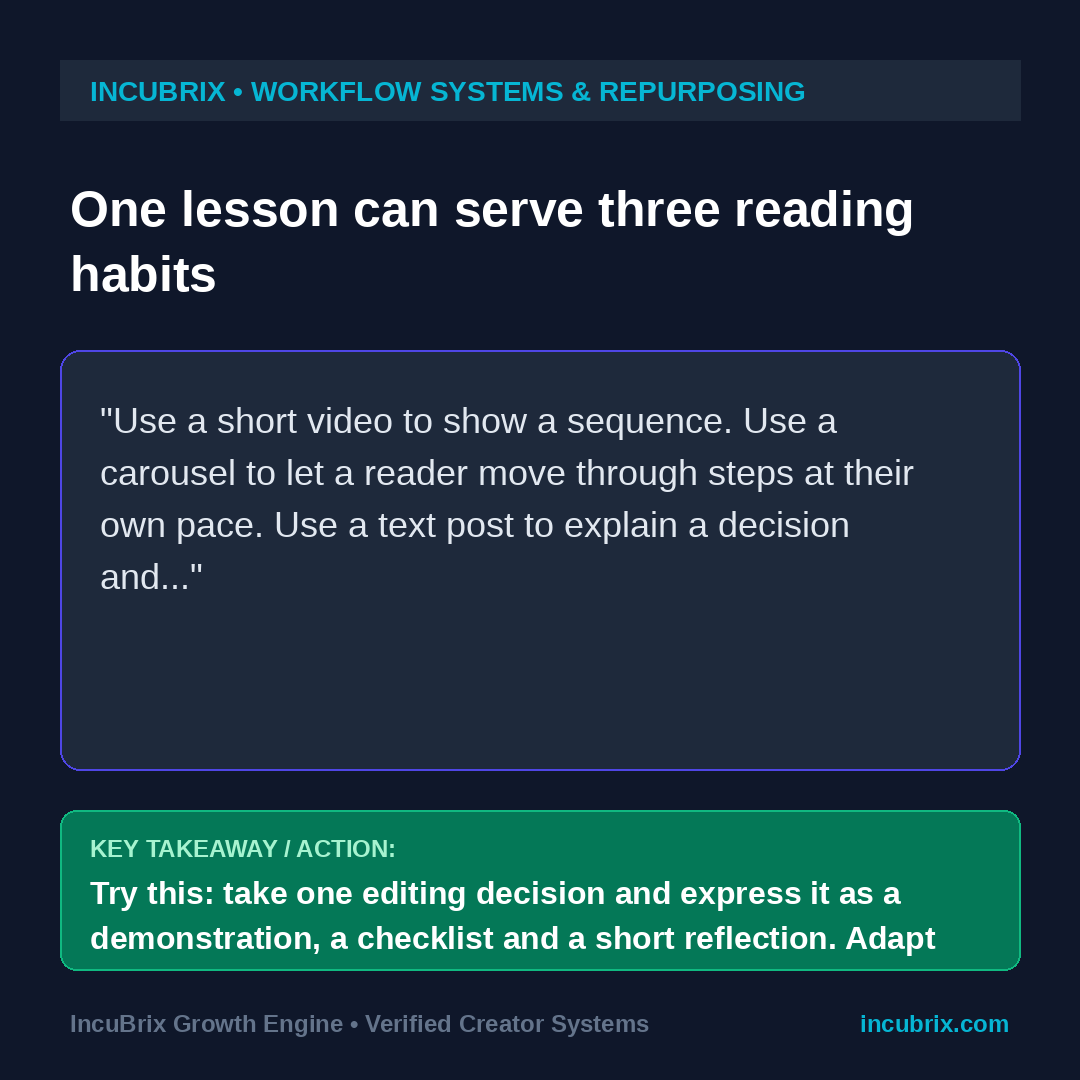 INCUBRIX • WORKFLOW SYSTEMS & REPURPOSING
One lesson can serve three reading
habits
"Use a short video to show a sequence. Use a
carousel to let a reader move through steps at their
own pace. Use a text post to explain a decision
and..."
KEY TAKEAWAY / ACTION:
Try this: take one editing decision and express it as a
demonstration, a checklist and a short reflection. Adapt
IncuBrix Growth Engine • Verified Creator Systems
incubrix.com